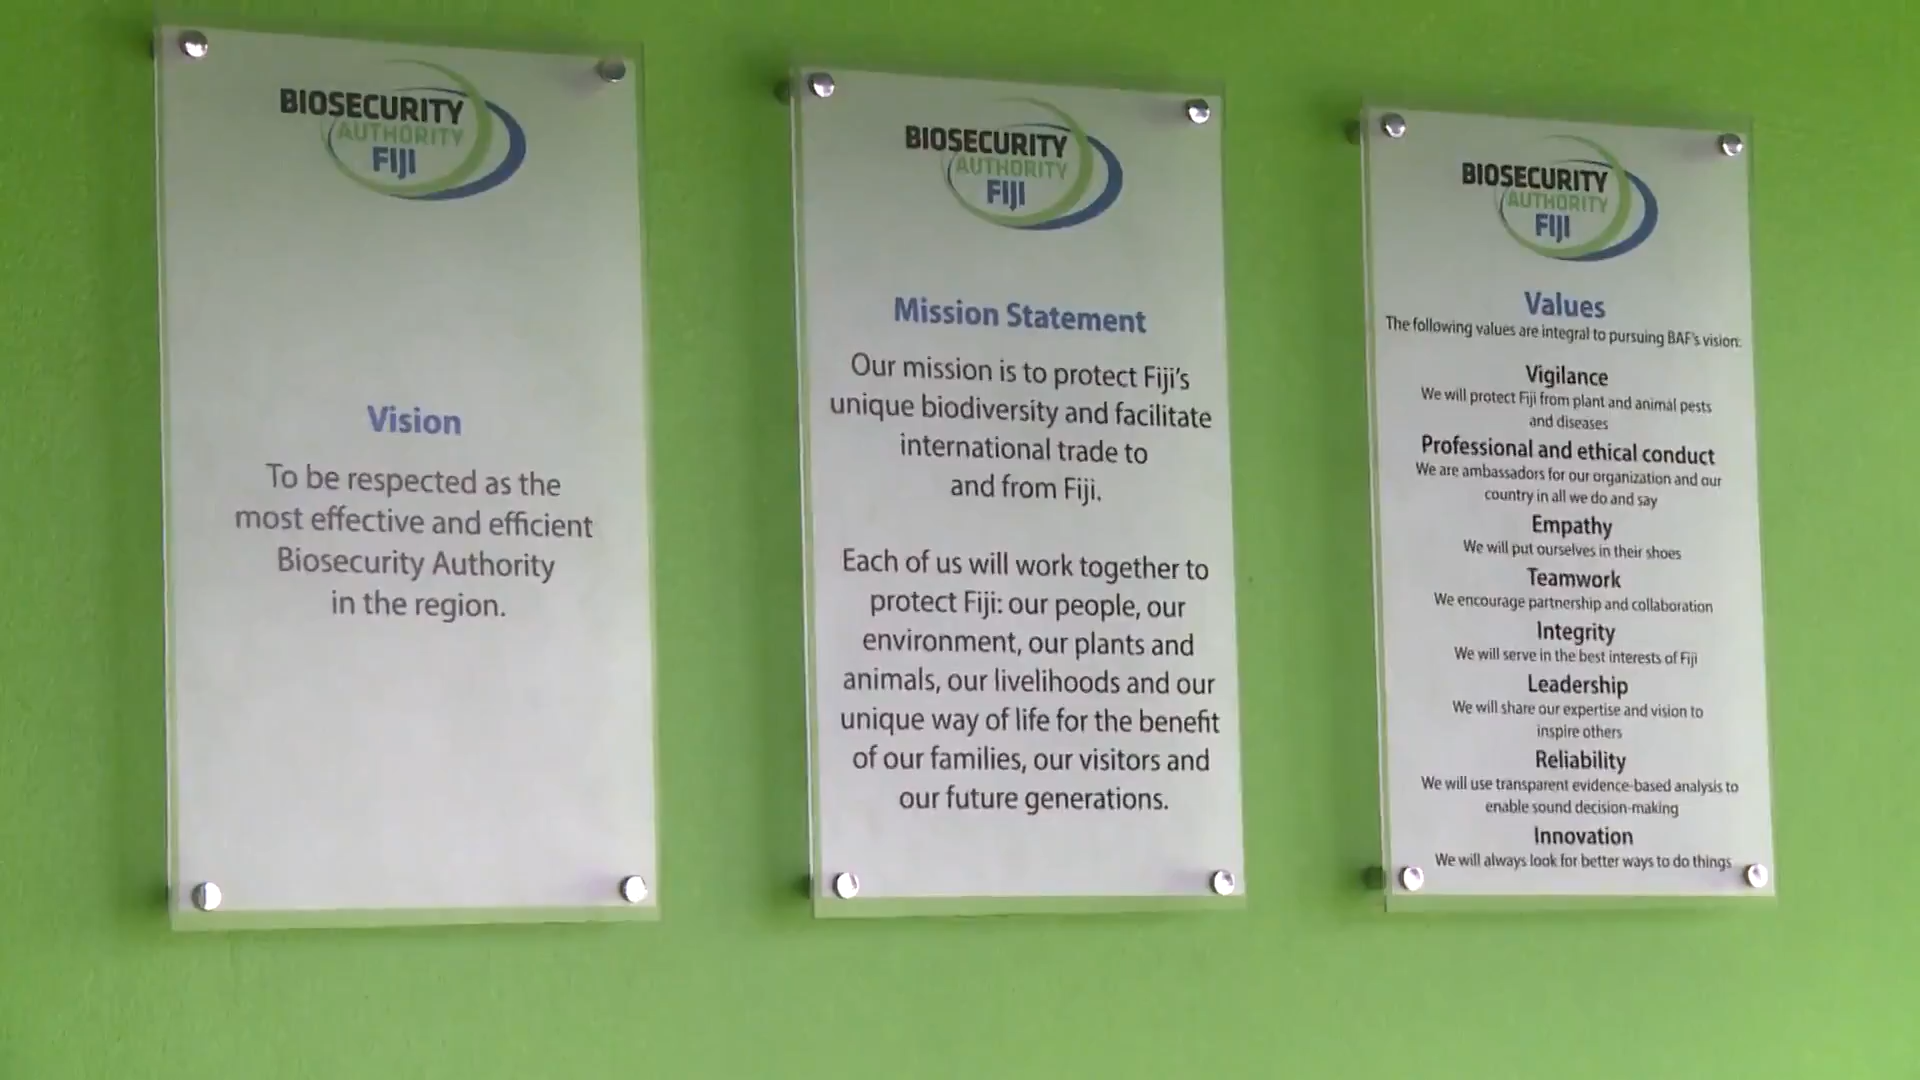 BIOSECURITY
AUTHORITY
FIJI
Vision
To be respected as the
most effective and efficient
Biosecurity Authority
in the region.
BIOSECURITY
AUTHORITY
FIJI
Mission Statement
Our mission is to protect Fiji's
unique biodiversity and facilitate
international trade to
and from Fiji.
Each of us will work together to
protect Fiji: our people, our
environment, our plants and
animals, our livelihoods and our
unique way of life for the benefit
of our families, our visitors and
our future generations.
BIOSECURITY
AUTHORITY
FIJI
Values
The following values are integral to pursuing BAF's vision:
Vigilance
We will protect Fiji from plant and animal pests
and diseases
Professional and ethical conduct
We are ambassadors for our organization and our
country in all we do and say
Empathy
We will put ourselves in their shoes
Teamwork
We encourage partnership and collaboration
Integrity
We will serve in the best interests of Fiji
Leadership
We will share our expertise and vision to
inspire others
Reliability
We will use transparent evidence-based analysis to
enable sound decision-making
Innovation
We will always look for better ways to do things